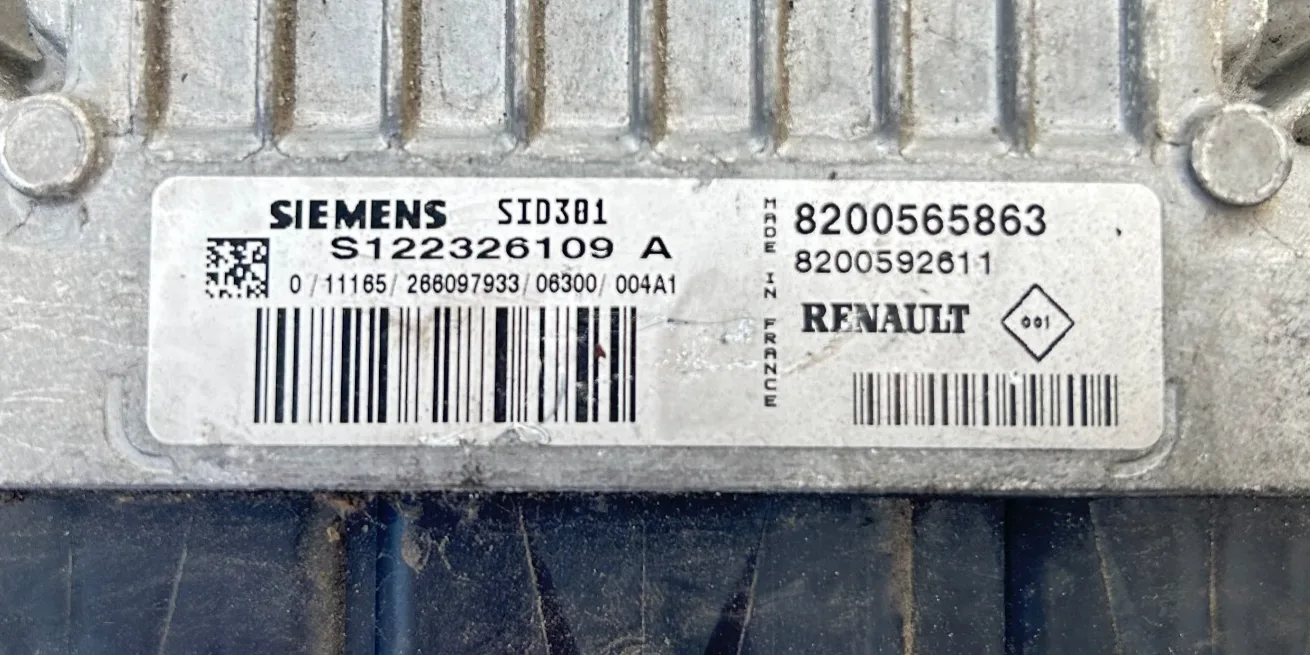 SIEMENS SID301
S122326109 A
0/11165/266097933/06300/004A1
MADE IN FRANCE
8200565863
8200592611
RENAULT 001